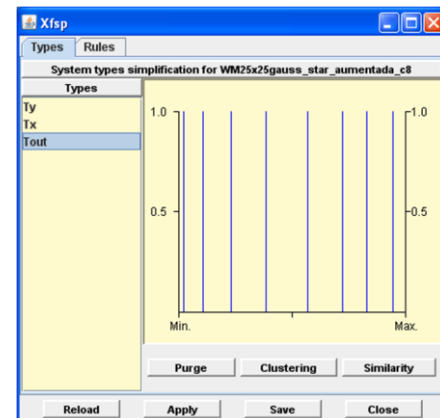 Xfsp
Types Rules
System types simplification for WM25x25gauss_star_aumentada_c8
Types
Ty
Tx
Tout
1.0 1.0
0.5 0.5
Min. Max.
Purge Clustering Similarity
Reload Apply Save Close